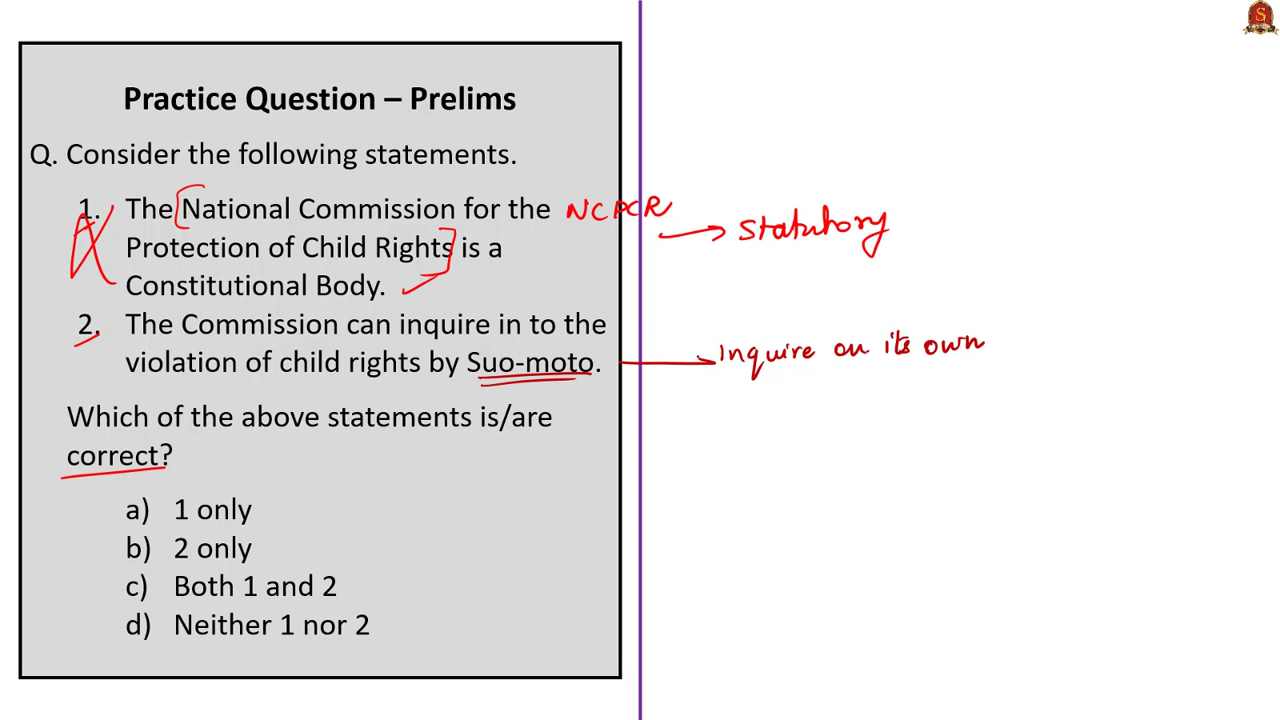 Practice Question – Prelims
Q. Consider the following statements.
1. The National Commission for the NCPCR
Protection of Child Rights is a
Constitutional Body.
→ Statutory
2. The Commission can inquire in to the
violation of child rights by Suo-moto.
→ Inquire on its own
Which of the above statements is/are
correct?
a) 1 only
b) 2 only
c) Both 1 and 2
d) Neither 1 nor 2
S